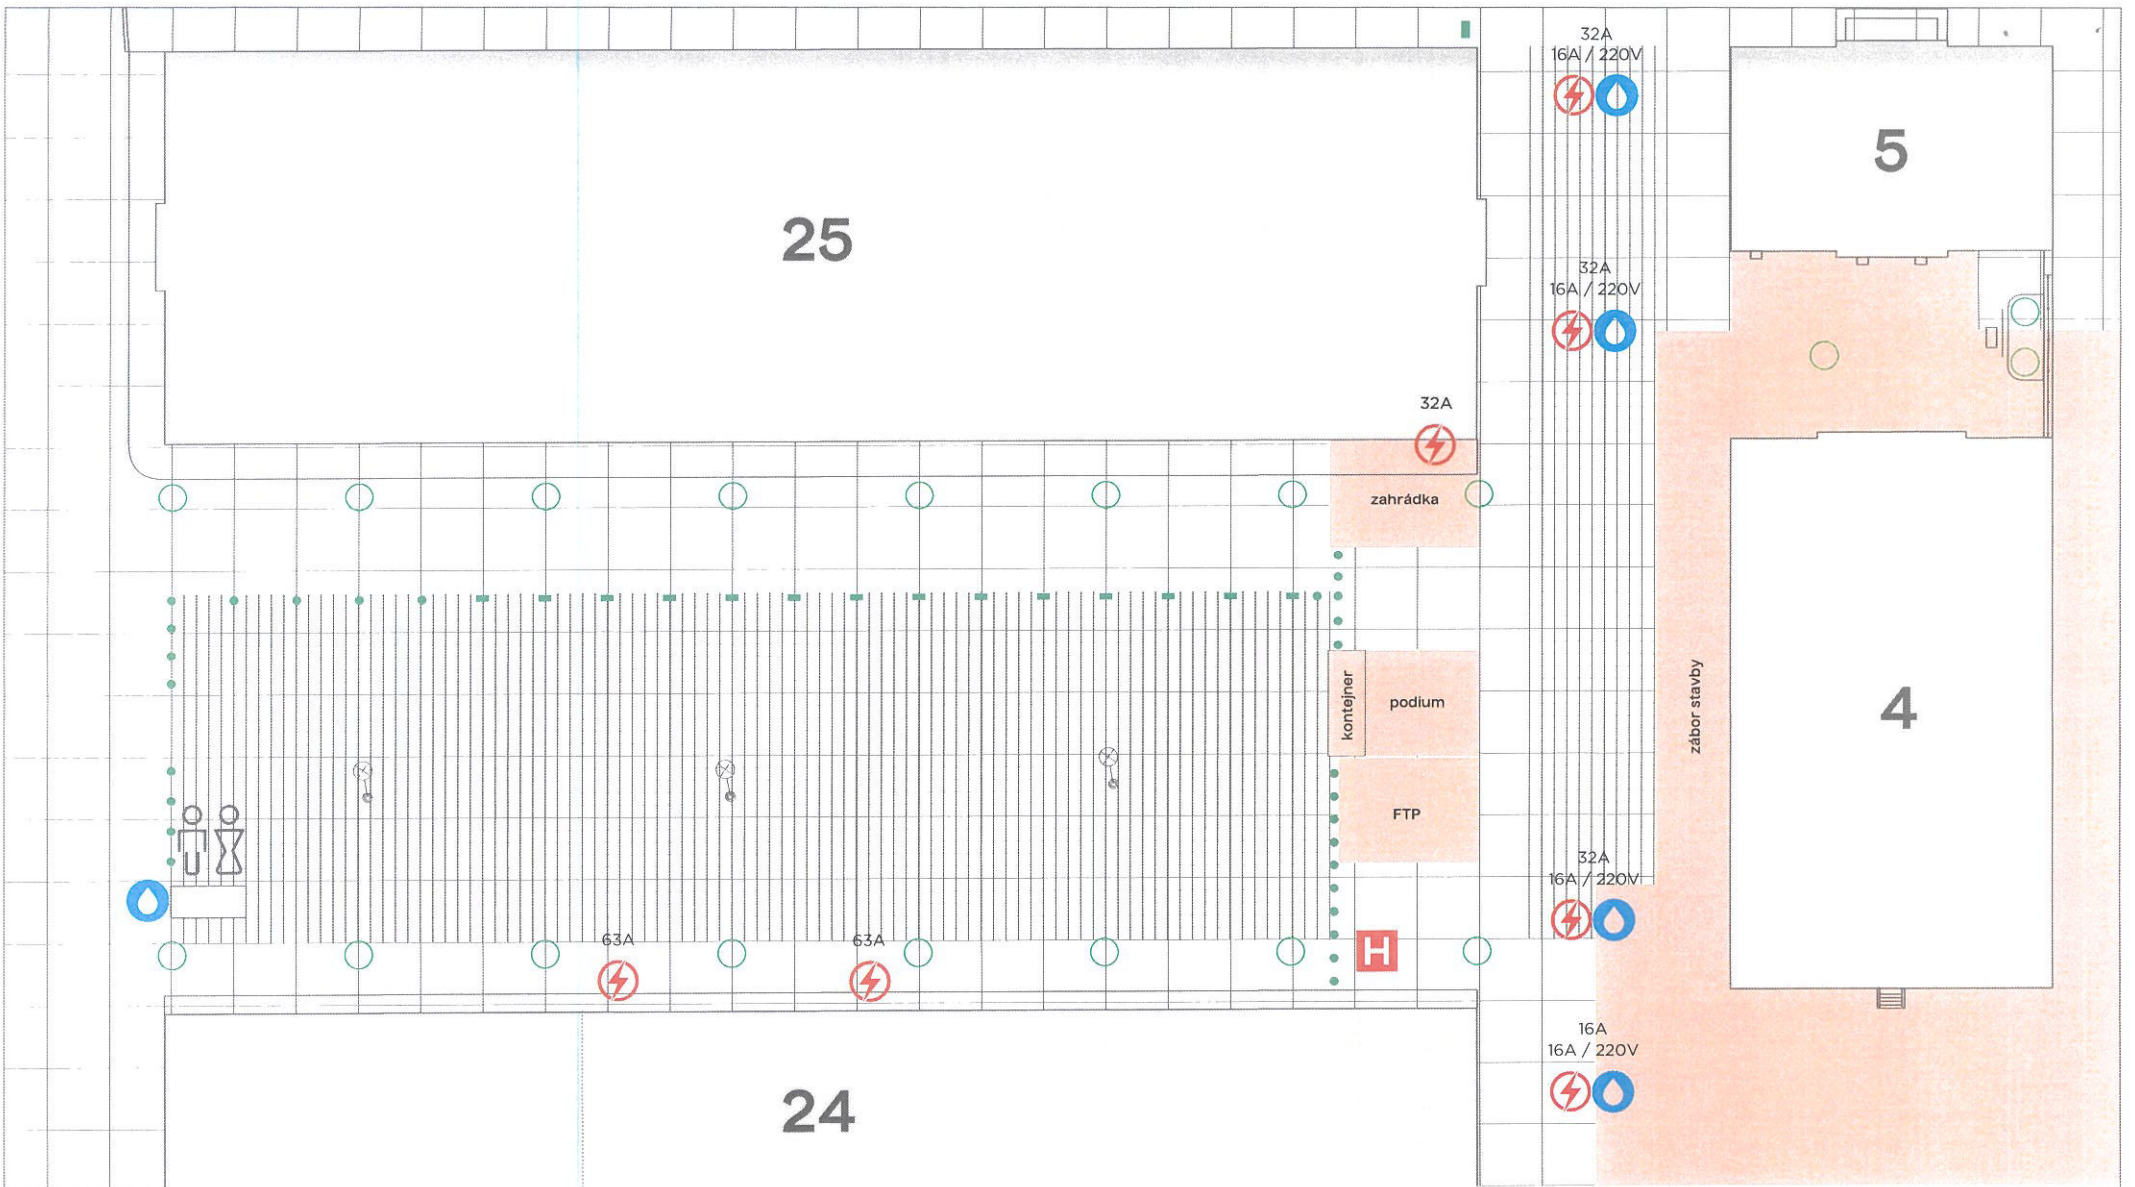 32A
16A / 220V
5
25
32A
16A / 220V
32A
zahrádka
kontejner
podium
zábor stavby
4
FTP
32A
16A / 220V
63A
63A
H
16A
16A / 220V
24